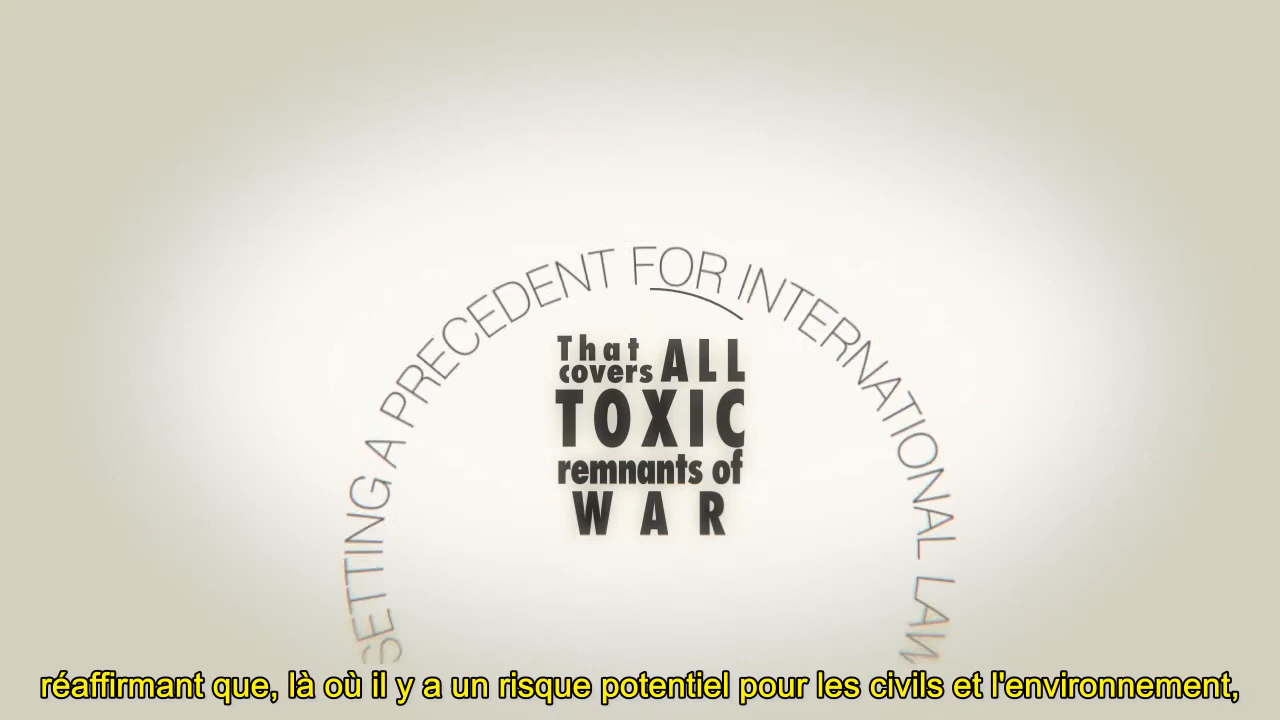 SETTING A PRECEDENT FOR INTERNATIONAL LAW
That
covers ALL
TOXIC
remnants of
WAR
réaffirmant que, là où il y a un risque potentiel pour les civils et l'environnement,